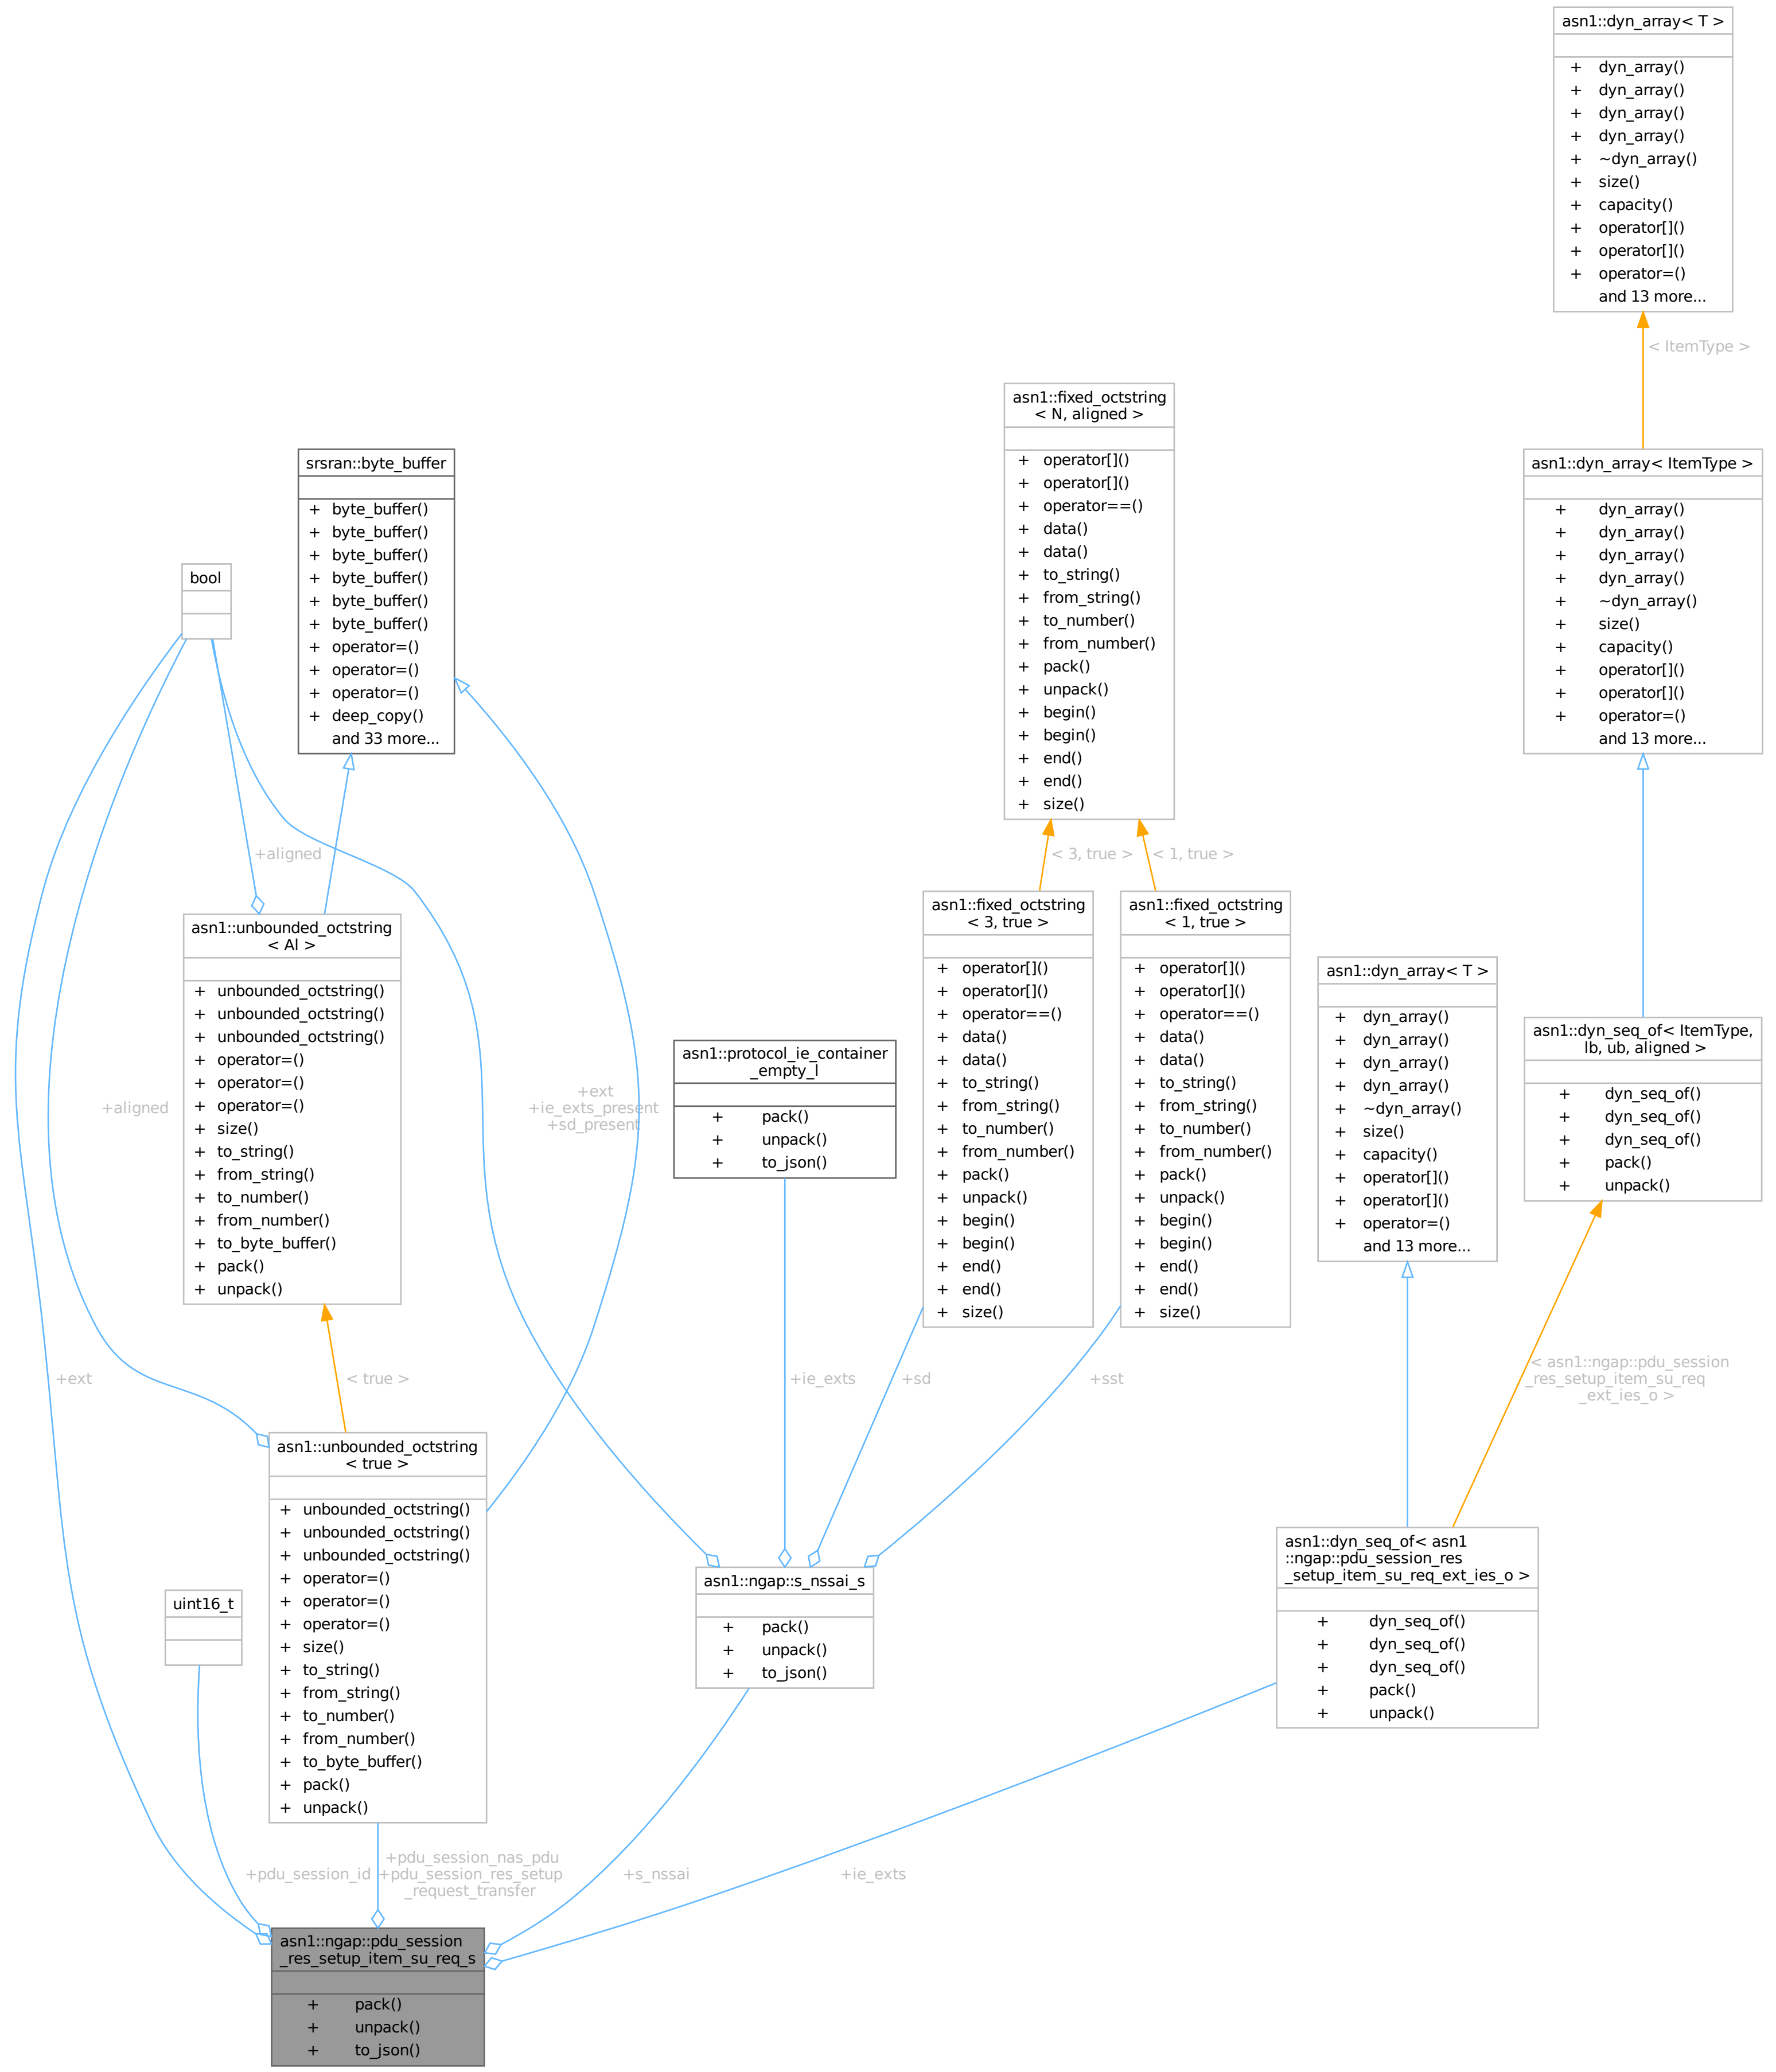 asn1::dyn_array< T >
+ dyn_array()
+ dyn_array()
+ dyn_array()
+ dyn_array()
+ ~dyn_array()
+ size()
+ capacity()
+ operator[]()
+ operator[]()
+ operator=()
and 13 more...
< ItemType >
asn1::fixed_octstring
< N, aligned >
+ operator[]()
+ operator[]()
+ operator==()
+ data()
+ data()
+ to_string()
+ from_string()
+ to_number()
+ from_number()
+ pack()
+ unpack()
+ begin()
+ begin()
+ end()
+ end()
+ size()
srsran::byte_buffer
+ byte_buffer()
+ byte_buffer()
+ byte_buffer()
+ byte_buffer()
+ byte_buffer()
+ byte_buffer()
+ operator=()
+ operator=()
+ operator=()
+ deep_copy()
and 33 more...
asn1::dyn_array< ItemType >
+ dyn_array()
+ dyn_array()
+ dyn_array()
+ dyn_array()
+ ~dyn_array()
+ size()
+ capacity()
+ operator[]()
+ operator[]()
+ operator=()
and 13 more...
bool
+aligned
< 3, true >
< 1, true >
asn1::unbounded_octstring
< Al >
+ unbounded_octstring()
+ unbounded_octstring()
+ unbounded_octstring()
+ operator=()
+ operator=()
+ operator=()
+ size()
+ to_string()
+ from_string()
+ to_number()
+ from_number()
+ to_byte_buffer()
+ pack()
+ unpack()
asn1::fixed_octstring
< 3, true >
+ operator[]()
+ operator[]()
+ operator==()
+ data()
+ data()
+ to_string()
+ from_string()
+ to_number()
+ from_number()
+ pack()
+ unpack()
+ begin()
+ begin()
+ end()
+ end()
+ size()
asn1::fixed_octstring
< 1, true >
+ operator[]()
+ operator[]()
+ operator==()
+ data()
+ data()
+ to_string()
+ from_string()
+ to_number()
+ from_number()
+ pack()
+ unpack()
+ begin()
+ begin()
+ end()
+ end()
+ size()
asn1::dyn_array< T >
+ dyn_array()
+ dyn_array()
+ dyn_array()
+ dyn_array()
+ ~dyn_array()
+ size()
+ capacity()
+ operator[]()
+ operator[]()
+ operator=()
and 13 more...
asn1::dyn_seq_of< ItemType,
lb, ub, aligned >
+ dyn_seq_of()
+ dyn_seq_of()
+ dyn_seq_of()
+ pack()
+ unpack()
asn1::protocol_ie_container
_empty_l
+ pack()
+ unpack()
+ to_json()
+aligned
+ext
+ie_exts_present
+sd_present
+ext
< true >
+ie_exts
+sd
+sst
< asn1::ngap::pdu_session
_res_setup_item_su_req
_ext_ies_o >
asn1::unbounded_octstring
< true >
+ unbounded_octstring()
+ unbounded_octstring()
+ unbounded_octstring()
+ operator=()
+ operator=()
+ operator=()
+ size()
+ to_string()
+ from_string()
+ to_number()
+ from_number()
+ to_byte_buffer()
+ pack()
+ unpack()
uint16_t
asn1::ngap::s_nssai_s
+ pack()
+ unpack()
+ to_json()
asn1::dyn_seq_of< asn1
::ngap::pdu_session_res
_setup_item_su_req_ext_ies_o >
+ dyn_seq_of()
+ dyn_seq_of()
+ dyn_seq_of()
+ pack()
+ unpack()
+pdu_session_id
+pdu_session_nas_pdu
+pdu_session_res_setup
_request_transfer
+s_nssai
+ie_exts
asn1::ngap::pdu_session
_res_setup_item_su_req_s
+ pack()
+ unpack()
+ to_json()